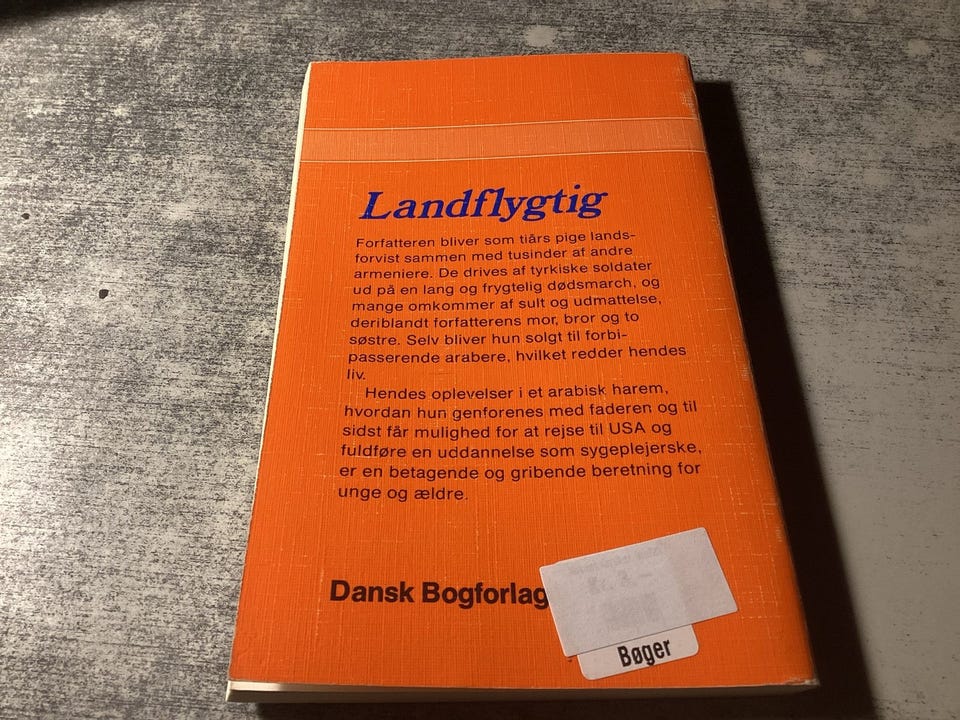 Landflygtig
Forfatteren bliver som tiårs pige lands-
forvist sammen med tusinder af andre
armeniere. De drives af tyrkiske soldater
ud på en lang og frygtelig dødsmarch, og
mange omkommer af sult og udmattelse,
deriblandt forfatterens mor, bror og to
søstre. Selv bliver hun solgt til forbi-
passerende arabere, hvilket redder hendes
liv.
Hendes oplevelser i et arabisk harem,
hvordan hun genforenes med faderen og til
sidst får mulighed for at rejse til USA og
fuldføre en uddannelse som sygeplejerske,
er en betagende og gribende beretning for
unge og ældre.
Dansk Bogforlag
Bøger